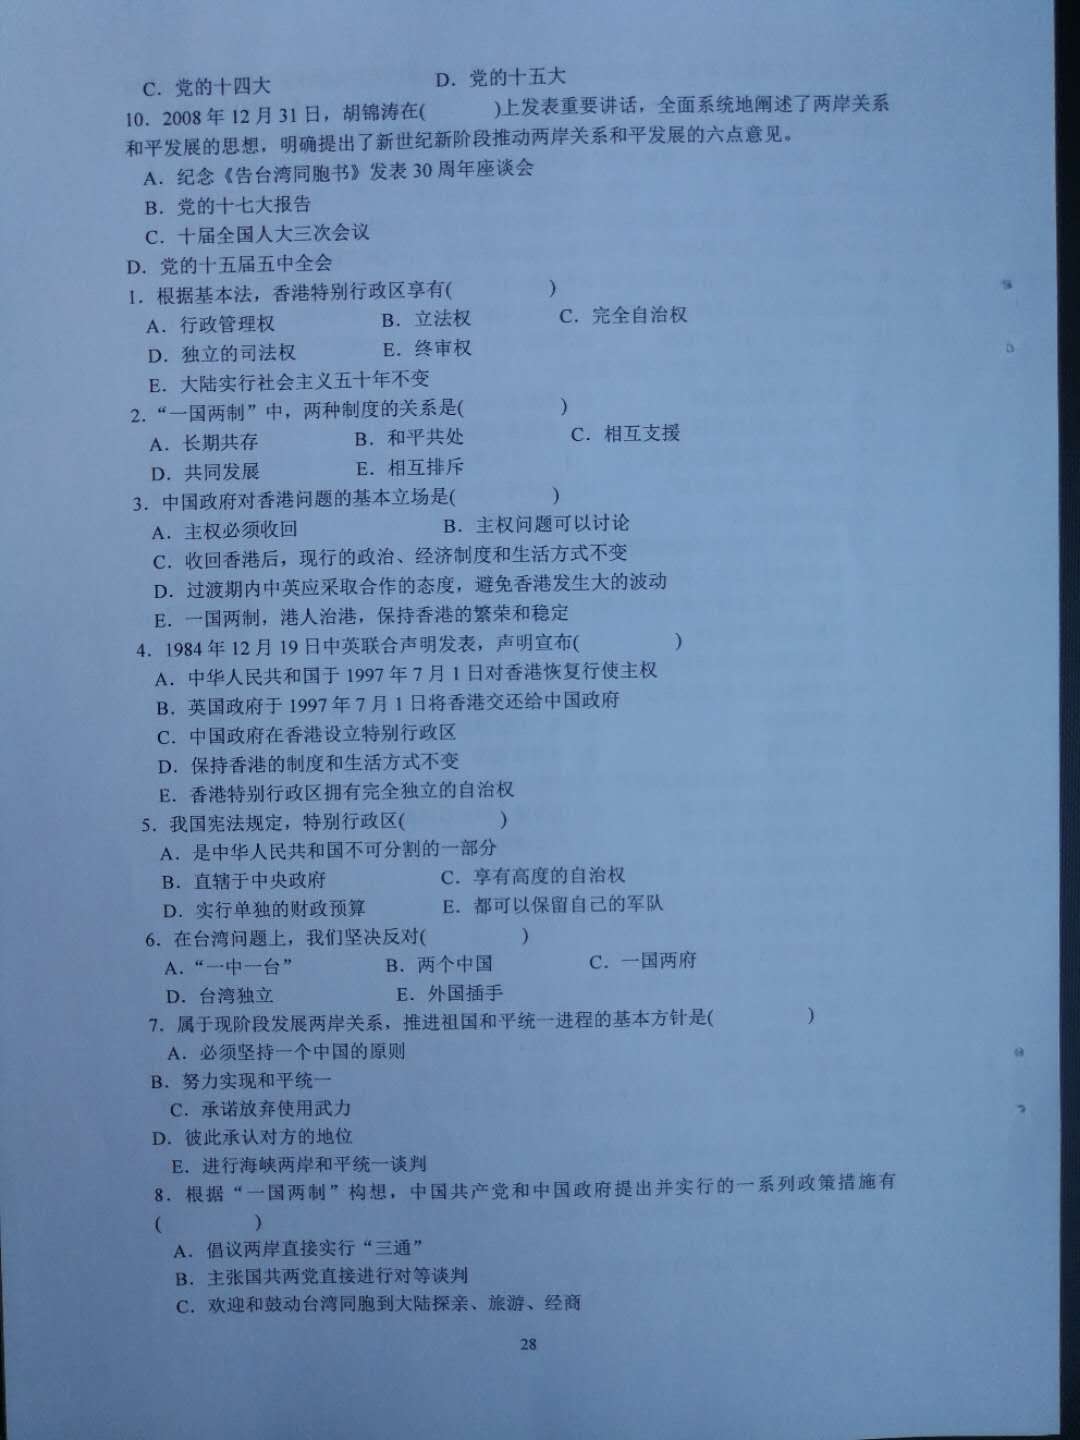 C．党的十四大 D．党的十五大
10．2008 年 12 月 31 日，胡锦涛在( )上发表重要讲话，全面系统地阐述了两岸关系
和平发展的思想，明确提出了新世纪新阶段推动两岸关系和平发展的六点意见。
A．纪念《告台湾同胞书》发表 30 周年座谈会
B．党的十七大报告
C．十届全国人大三次会议
D．党的十五届五中全会
1．根据基本法，香港特别行政区享有( )
A．行政管理权 B．立法权 C．完全自治权
D．独立的司法权 E．终审权
E．大陆实行社会主义五十年不变
2．“一国两制”中，两种制度的关系是( )
A．长期共存 B．和平共处 C．相互支援
D．共同发展 E．相互排斥
3．中国政府对香港问题的基本立场是( )
A．主权必须收回 B．主权问题可以讨论
C．收回香港后，现行的政治、经济制度和生活方式不变
D．过渡期内中英应采取合作的态度，避免香港发生大的波动
E．一国两制，港人治港，保持香港的繁荣和稳定
4．1984 年 12 月 19 日中英联合声明发表，声明宣布( )
A．中华人民共和国于 1997 年 7 月 1 日对香港恢复行使主权
B．英国政府于 1997 年 7 月 1 日将香港交还给中国政府
C．中国政府在香港设立特别行政区
D．保持香港的制度和生活方式不变
E．香港特别行政区拥有完全独立的自治权
5．我国宪法规定，特别行政区( )
A．是中华人民共和国不可分割的一部分
B．直辖于中央政府 C．享有高度的自治权
D．实行单独的财政预算 E．都可以保留自己的军队
6．在台湾问题上，我们坚决反对( )
A．“一中一台” B．两个中国 C．一国两府
D．台湾独立 E．外国插手
7．属于现阶段发展两岸关系，推进祖国和平统一进程的基本方针是( )
A．必须坚持一个中国的原则
B．努力实现和平统一
C．承诺放弃使用武力
D．彼此承认对方的地位
E．进行海峡两岸和平统一谈判
8．根据“一国两制”构想，中国共产党和中国政府提出并实行的一系列政策措施有
( )
A．倡议两岸直接实行“三通”
B．主张国共两党直接进行对等谈判
C．欢迎和鼓动台湾同胞到大陆探亲、旅游、经商
28